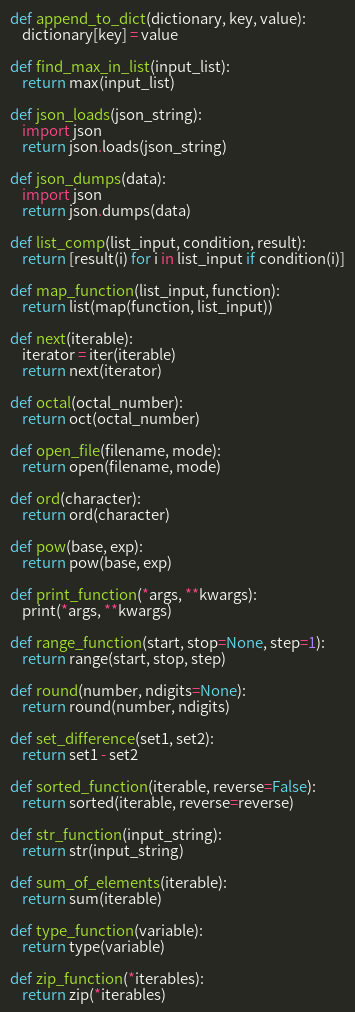 def append_to_dict(dictionary, key, value):
    dictionary[key] = value

def find_max_in_list(input_list):
    return max(input_list)

def json_loads(json_string):
    import json
    return json.loads(json_string)

def json_dumps(data):
    import json
    return json.dumps(data)

def list_comp(list_input, condition, result):
    return [result(i) for i in list_input if condition(i)]

def map_function(list_input, function):
    return list(map(function, list_input))

def next(iterable):
    iterator = iter(iterable)
    return next(iterator)

def octal(octal_number):
    return oct(octal_number)

def open_file(filename, mode):
    return open(filename, mode)

def ord(character):
    return ord(character)

def pow(base, exp):
    return pow(base, exp)

def print_function(*args, **kwargs):
    print(*args, **kwargs)

def range_function(start, stop=None, step=1):
    return range(start, stop, step)

def round(number, ndigits=None):
    return round(number, ndigits)

def set_difference(set1, set2):
    return set1 - set2

def sorted_function(iterable, reverse=False):
    return sorted(iterable, reverse=reverse)

def str_function(input_string):
    return str(input_string)

def sum_of_elements(iterable):
    return sum(iterable)

def type_function(variable):
    return type(variable)

def zip_function(*iterables):
    return zip(*iterables)